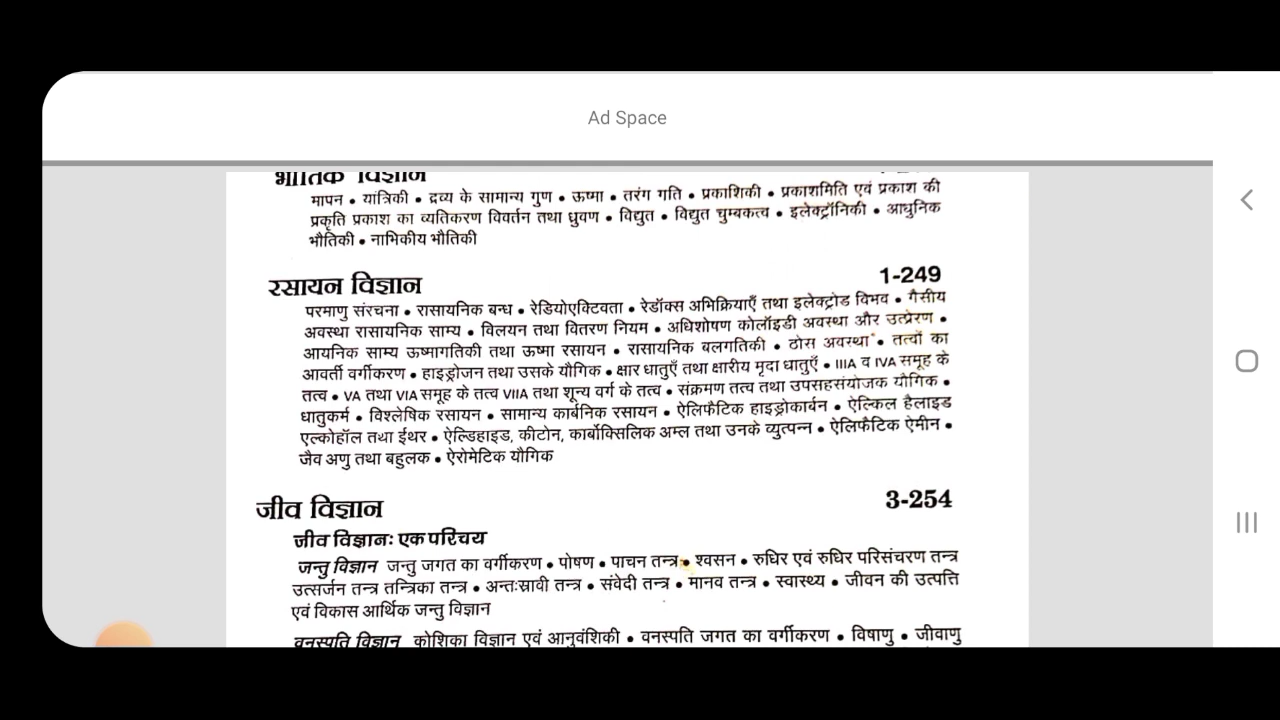 Ad Space
भौतिक विज्ञान
मापन • यांत्रिकी • द्रव्य के सामान्य गुण • ऊष्मा • तरंग गति • प्रकाशिकी • प्रकाशमिति एवं प्रकाश की
प्रकृति प्रकाश का व्यतिकरण विवर्तन तथा ध्रुवण • विद्युत • विद्युत चुम्बकत्व • इलेक्ट्रॉनिकी • आधुनिक
भौतिकी • नाभिकीय भौतिकी
रसायन विज्ञान 1-249
परमाणु संरचना • रासायनिक बन्ध • रेडियोएक्टिवता • रेडॉक्स अभिक्रियाएँ तथा इलेक्ट्रोड विभव • गैसीय
अवस्था रासायनिक साम्य • विलयन तथा वितरण नियम • अधिशोषण कोलॉइडी अवस्था और उत्प्रेरण •
आयनिक साम्य ऊष्मागतिकी तथा ऊष्मा रसायन • रासायनिक बलगतिकी • ठोस अवस्था • तत्वों का
आवर्ती वर्गीकरण • हाइड्रोजन तथा उसके यौगिक • क्षार धातुएँ तथा क्षारीय मृदा धातुएँ • IIIA व IVA समूह के
तत्व • VA तथा VIA समूह के तत्व VIIA तथा शून्य वर्ग के तत्व • संक्रमण तत्व तथा उपसहसंयोजक यौगिक •
धातुकर्म • विश्लेषिक रसायन • सामान्य कार्बनिक रसायन • ऐलिफैटिक हाइड्रोकार्बन • ऐल्किल हैलाइड
एल्कोहॉल तथा ईथर • ऐल्डिहाइड, कीटोन, कार्बोक्सिलिक अम्ल तथा उनके व्युत्पन्न • ऐलिफैटिक ऐमीन •
जैव अणु तथा बहुलक • ऐरोमेटिक यौगिक
जीव विज्ञान 3-254
जीव विज्ञान: एक परिचय
जन्तु विज्ञान जन्तु जगत का वर्गीकरण • पोषण • पाचन तन्त्र • श्वसन • रुधिर एवं रुधिर परिसंचरण तन्त्र
उत्सर्जन तन्त्र तन्त्रिका तन्त्र • अन्तःस्रावी तन्त्र • संवेदी तन्त्र • मानव तन्त्र • स्वास्थ्य • जीवन की उत्पत्ति
एवं विकास आर्थिक जन्तु विज्ञान
वनस्पति विज्ञान कोशिका विज्ञान एवं आनुवंशिकी • वनस्पति जगत का वर्गीकरण • विषाणु • जीवाणु